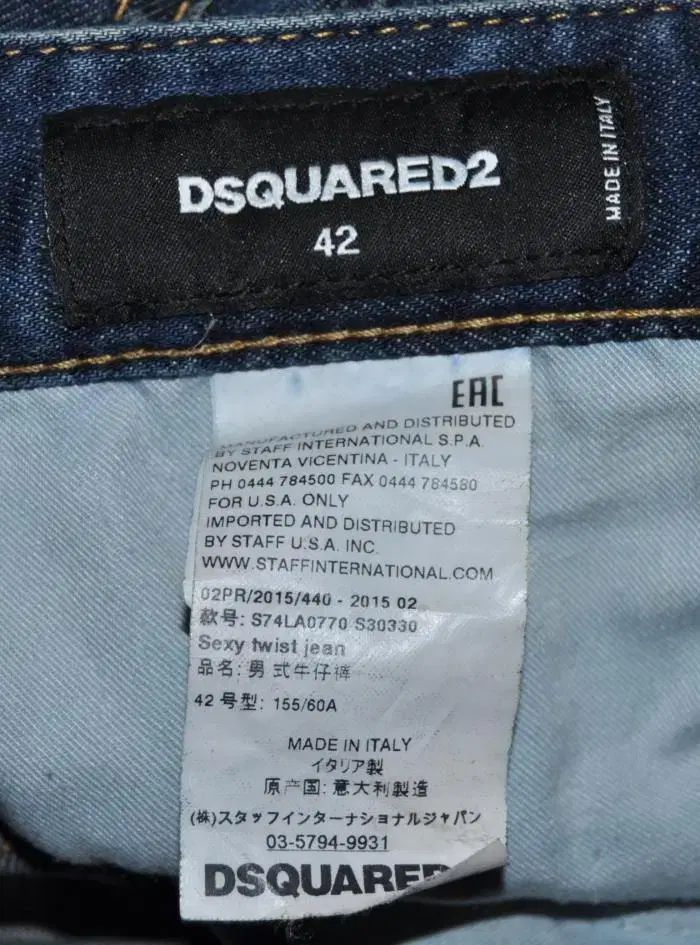 DSQUARED2
42
MADE IN ITALY
EAC
MANUFACTURED AND DISTRIBUTED
BY STAFF INTERNATIONAL S.P.A.
NOVENTA VICENTINA - ITALY
PH 0444 784500 FAX 0444 784580
FOR U.S.A. ONLY
IMPORTED AND DISTRIBUTED
BY STAFF U.S.A. INC.
WWW.STAFFINTERNATIONAL.COM
02PR/2015/440 - 2015 02
款号: S74LA0770 S30330
Sexy twist jean
品名: 男式牛仔裤
42 号型: 155/60A
MADE IN ITALY
イタリア製
原产国: 意大利製造
(株)スタッフインターナショナルジャパン
03-5794-9931